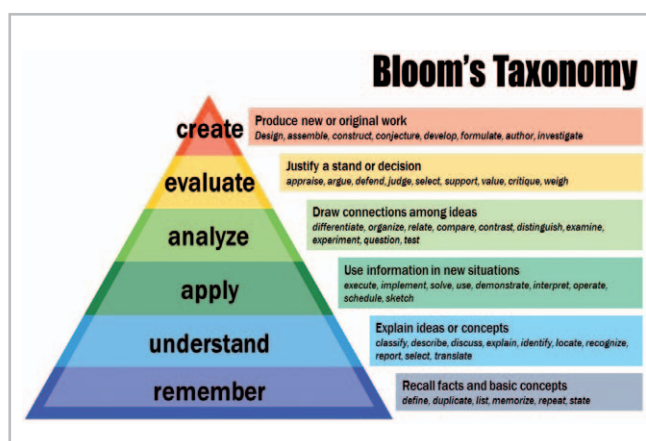 Bloom's Taxonomy
create
Produce new or original work
Design, assemble, construct, conjecture, develop, formulate, author, investigate
evaluate
Justify a stand or decision
appraise, argue, defend, judge, select, support, value, critique, weigh
analyze
Draw connections among ideas
differentiate, organize, relate, compare, contrast, distinguish, examine,
experiment, question, test
apply
Use information in new situations
execute, implement, solve, use, demonstrate, interpret, operate,
schedule, sketch
understand
Explain ideas or concepts
classify, describe, discuss, explain, identify, locate, recognize,
report, select, translate
remember
Recall facts and basic concepts
define, duplicate, list, memorize, repeat, state